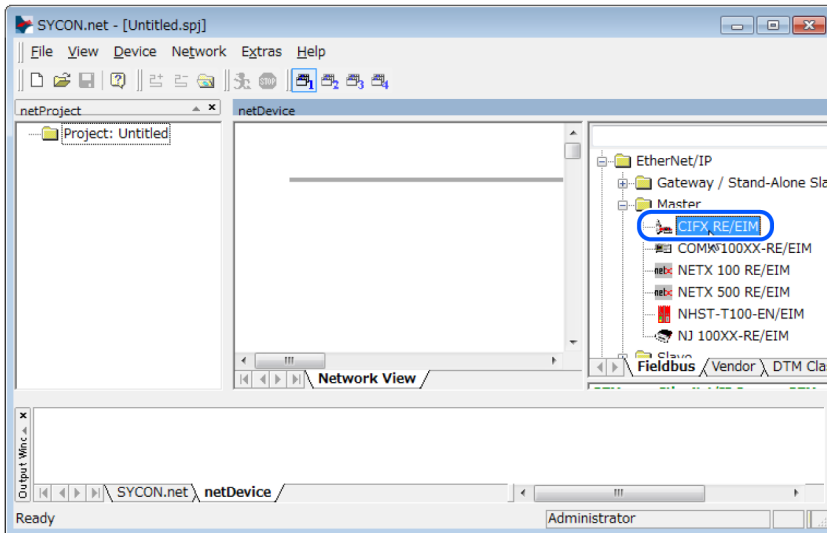 SYCON.net - [Untitled.spj]
File View Device Network Extras Help
netProject
netDevice
Project: Untitled
EtherNet/IP
Gateway / Stand-Alone Sla
Master
CIFX RE/EIM
COMX 100XX-RE/EIM
NETX 100 RE/EIM
NETX 500 RE/EIM
NHST-T100-EN/EIM
NJ 100XX-RE/EIM
Slave
Fieldbus Vendor DTM Cla
Network View
Output Winc
SYCON.net netDevice
Ready
Administrator